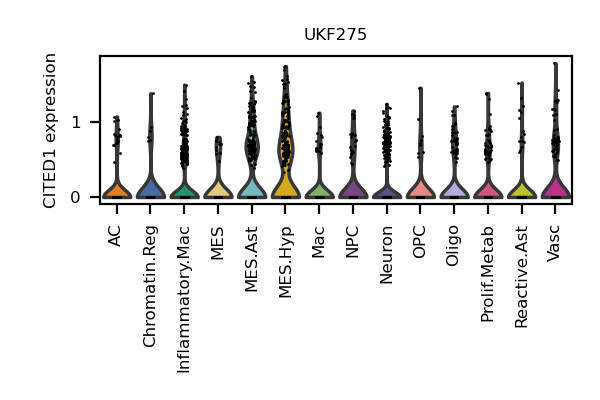 UKF275
CITED1 expression
1
0
AC
Chromatin.Reg
Inflammatory.Mac
MES
MES.Ast
MES.Hyp
Mac
NPC
Neuron
OPC
Oligo
Prolif.Metab
Reactive.Ast
Vasc